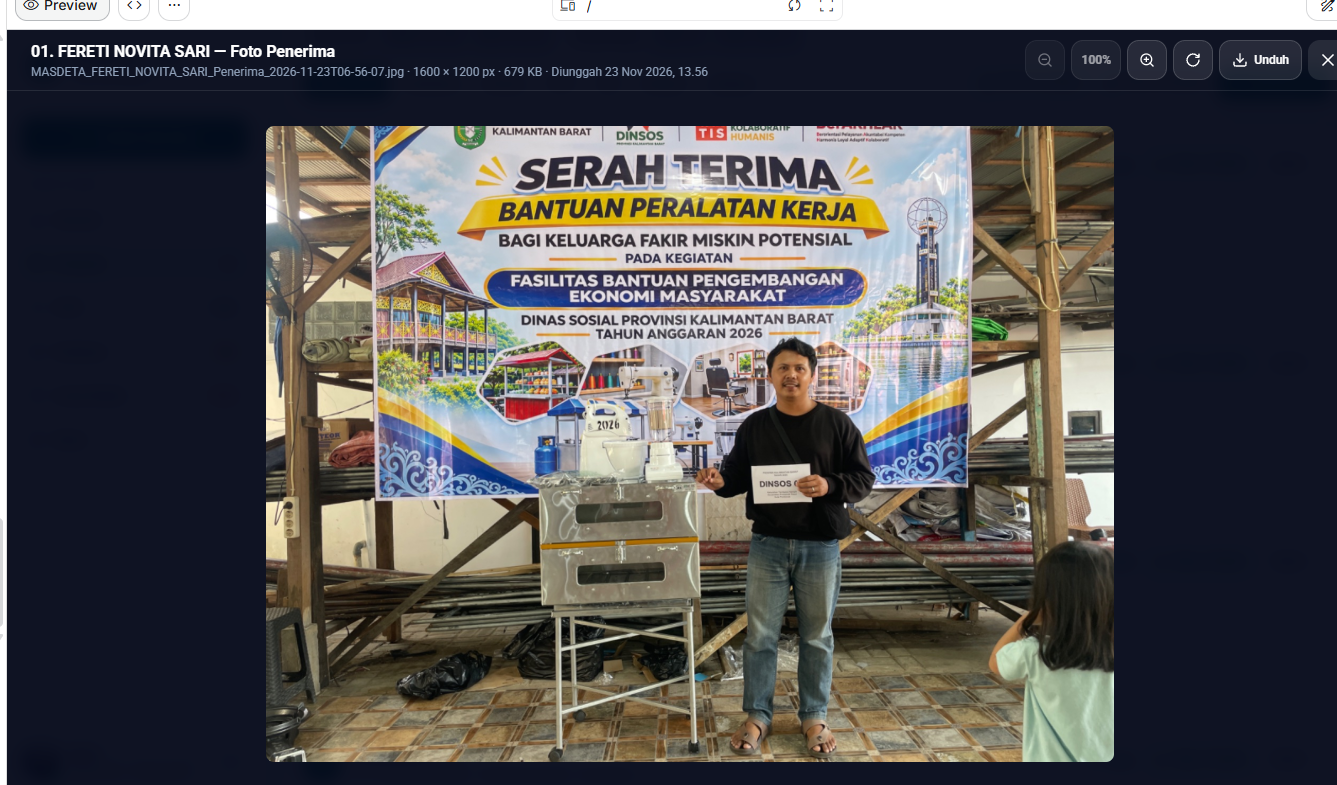 Preview
/
01. FERETI NOVITA SARI — Foto Penerima
MASDETA_FERETI_NOVITA_SARI_Penerima_2026-11-23T06-56-07.jpg · 1600 × 1200 px · 679 KB · Diunggah 23 Nov 2026, 13.56
100%
Unduh
KALIMANTAN BARAT
DINSOS
TIS
KOLABORATIF
HUMANIS
SERAH TERIMA
BANTUAN PERALATAN KERJA
BAGI KELUARGA FAKIR MISKIN POTENSIAL
PADA KEGIATAN
FASILITAS BANTUAN PENGEMBANGAN
EKONOMI MASYARAKAT
DINAS SOSIAL PROVINSI KALIMANTAN BARAT
TAHUN ANGGARAN 2026
2026
DINSOS